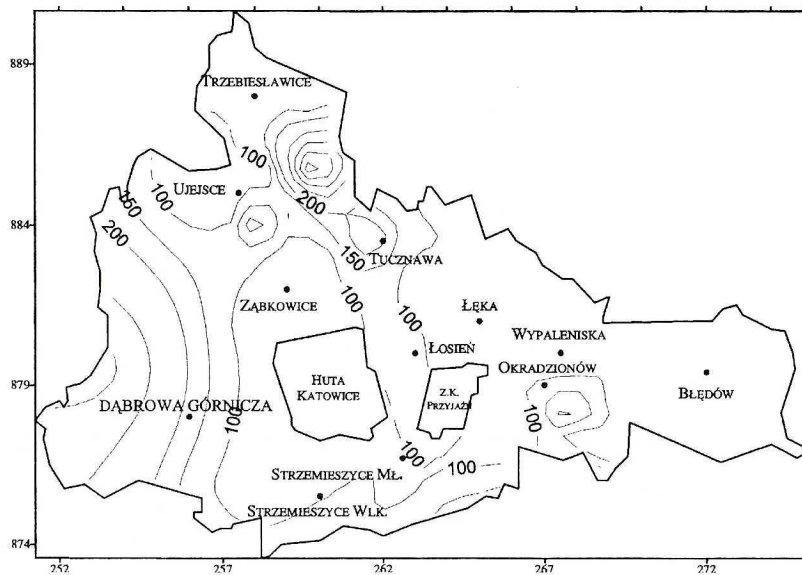 889
TRZEBIESŁAWICE
100
UJEJSCE
100
150
200
200
884
150
TUCZNAWA
ZĄBKOWICE
100
100
ŁĘKA
WYPALENISKA
ŁOSIEŃ
OKRADZIONÓW
879
HUTA
KATOWICE
Z.K.
PRZYJAŹŃ
BŁĘDÓW
DĄBROWA GÓRNICZA
100
100
100
STRZEMIESZYCE MŁ.
100
STRZEMIESZYCE WLK.
874
252
257
262
267
272